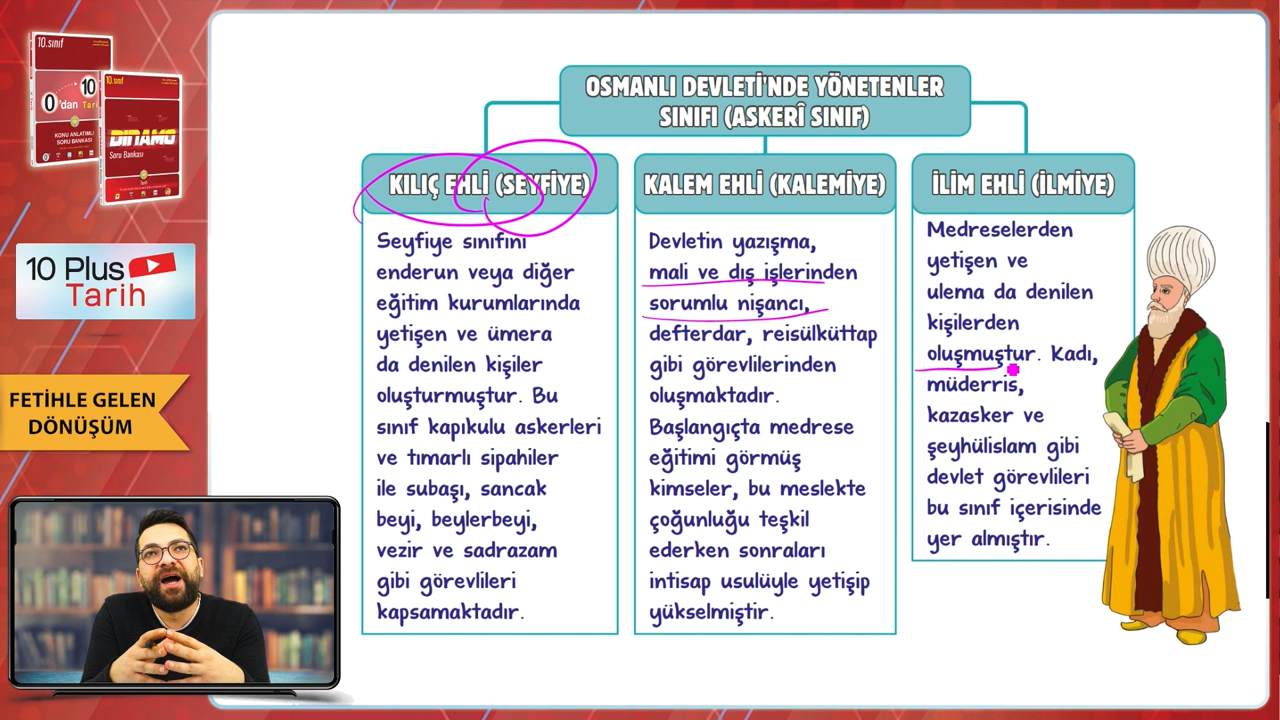 10.sınıf
0'dan 10
Tarih
KONU ANLATIMLI
SORU BANKASI
10.sınıf
DİNAMO
Soru Bankası
Tarih
10 Plus
Tarih
FETİHLE GELEN
DÖNÜŞÜM
OSMANLI DEVLETİ'NDE YÖNETENLER
SINIFI (ASKERÎ SINIF)
KILIÇ EHLİ (SEYFİYE)
Seyfiye sınıfını
enderun veya diğer
eğitim kurumlarında
yetişen ve ümera
da denilen kişiler
oluşturmuştur. Bu
sınıf kapıkulu askerleri
ve tımarlı sipahiler
ile subaşı, sancak
beyi, beylerbeyi,
vezir ve sadrazam
gibi görevlileri
kapsamaktadır.
KALEM EHLİ (KALEMİYE)
Devletin yazışma,
mali ve dış işlerinden
sorumlu nişancı,
defterdar, reisülküttap
gibi görevlilerinden
oluşmaktadır.
Başlangıçta medrese
eğitimi görmüş
kimseler, bu meslekte
çoğunluğu teşkil
ederken sonraları
intisap usulüyle yetişip
yükselmiştir.
İLİM EHLİ (İLMİYE)
Medreselerden
yetişen ve
ulema da denilen
kişilerden
oluşmuştur. Kadı,
müderris,
kazasker ve
şeyhülislam gibi
devlet görevlileri
bu sınıf içerisinde
yer almıştır.